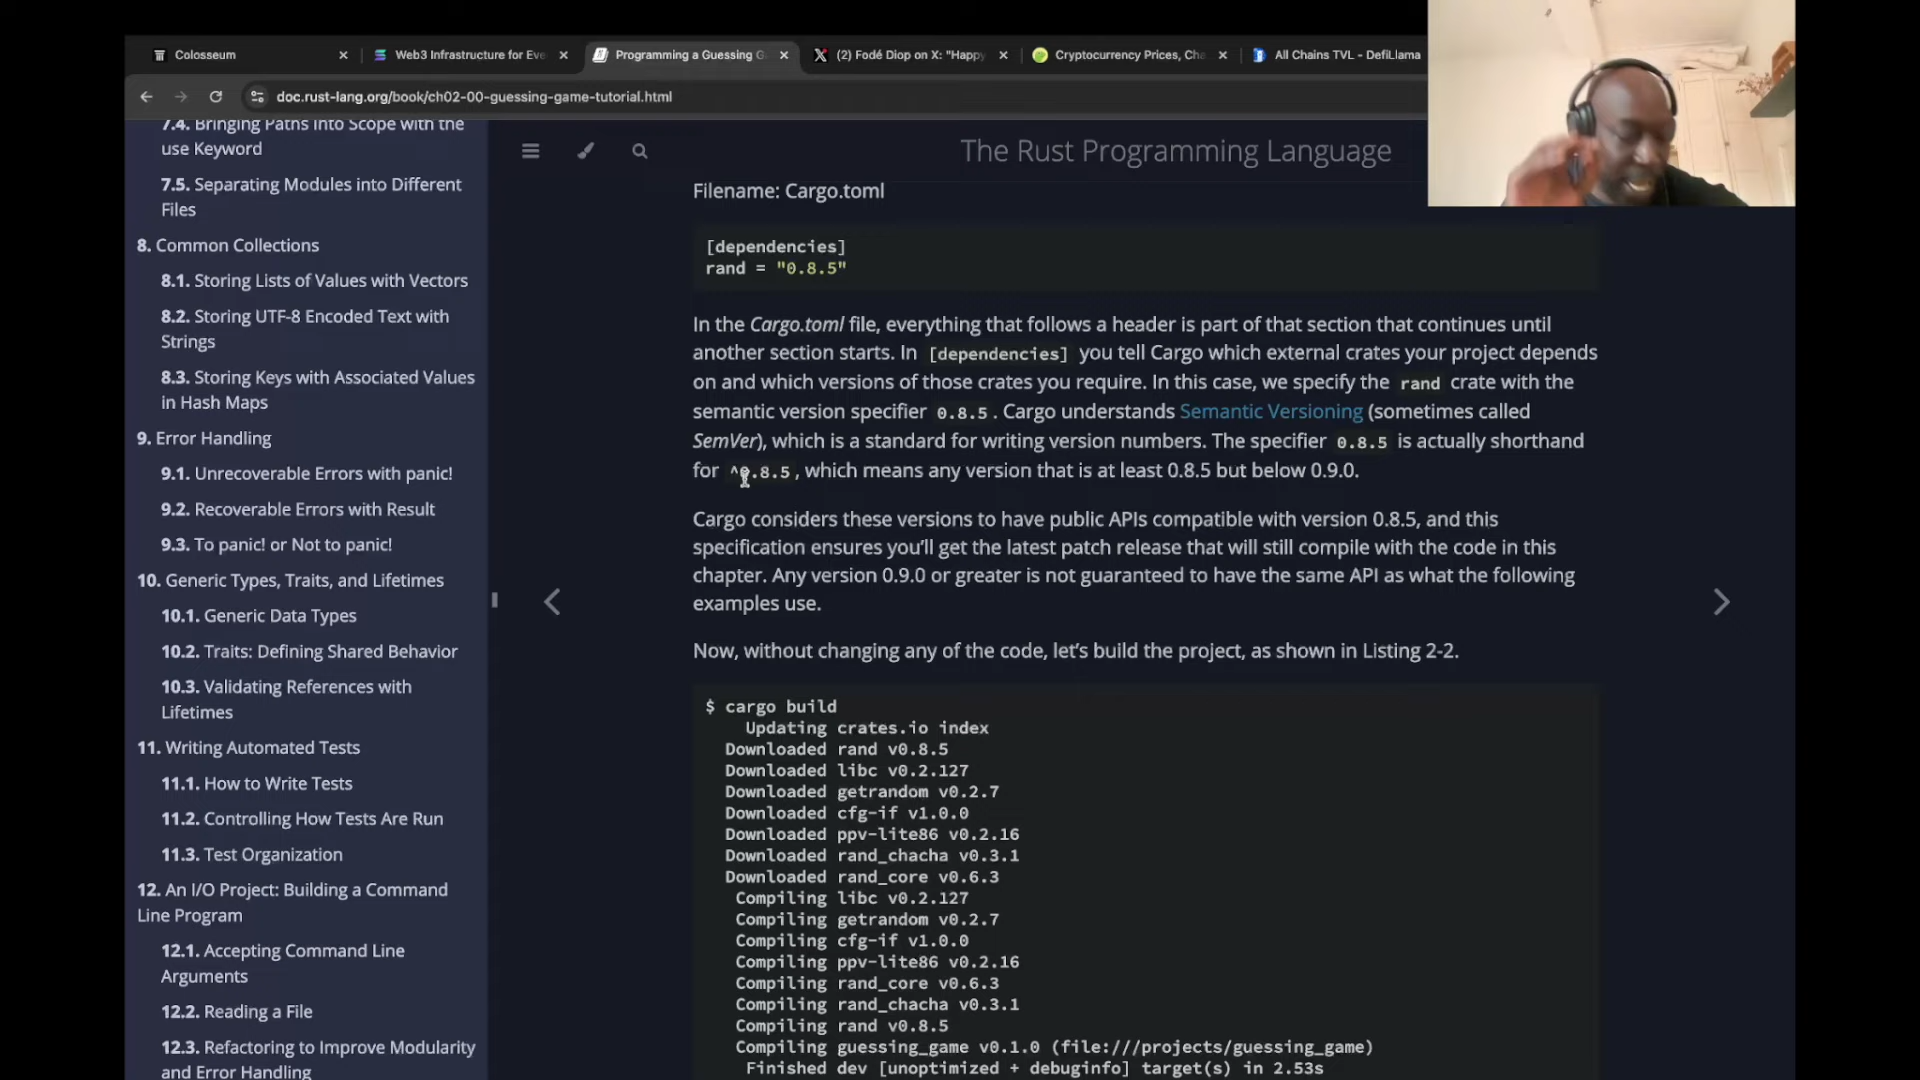 Colosseum
Web3 Infrastructure for Eve
Programming a Guessing G
(2) Fodé Diop on X: "Happy
Cryptocurrency Prices, Cha
All Chains TVL - DefiLlama
doc.rust-lang.org/book/ch02-00-guessing-game-tutorial.html
7.4. Bringing Paths into Scope with the
use Keyword
7.5. Separating Modules into Different
Files
8. Common Collections
8.1. Storing Lists of Values with Vectors
8.2. Storing UTF-8 Encoded Text with
Strings
8.3. Storing Keys with Associated Values
in Hash Maps
9. Error Handling
9.1. Unrecoverable Errors with panic!
9.2. Recoverable Errors with Result
9.3. To panic! or Not to panic!
10. Generic Types, Traits, and Lifetimes
10.1. Generic Data Types
10.2. Traits: Defining Shared Behavior
10.3. Validating References with
Lifetimes
11. Writing Automated Tests
11.1. How to Write Tests
11.2. Controlling How Tests Are Run
11.3. Test Organization
12. An I/O Project: Building a Command
Line Program
12.1. Accepting Command Line
Arguments
12.2. Reading a File
12.3. Refactoring to Improve Modularity
and Error Handling
The Rust Programming Language
Filename: Cargo.toml
[dependencies]
rand = "0.8.5"
In the Cargo.toml file, everything that follows a header is part of that section that continues until
another section starts. In [dependencies] you tell Cargo which external crates your project depends
on and which versions of those crates you require. In this case, we specify the rand crate with the
semantic version specifier 0.8.5. Cargo understands Semantic Versioning (sometimes called
SemVer), which is a standard for writing version numbers. The specifier 0.8.5 is actually shorthand
for ^0.8.5, which means any version that is at least 0.8.5 but below 0.9.0.
Cargo considers these versions to have public APIs compatible with version 0.8.5, and this
specification ensures you'll get the latest patch release that will still compile with the code in this
chapter. Any version 0.9.0 or greater is not guaranteed to have the same API as what the following
examples use.
Now, without changing any of the code, let's build the project, as shown in Listing 2-2.
$ cargo build
Updating crates.io index
Downloaded rand v0.8.5
Downloaded libc v0.2.127
Downloaded getrandom v0.2.7
Downloaded cfg-if v1.0.0
Downloaded ppv-lite86 v0.2.16
Downloaded rand_chacha v0.3.1
Downloaded rand_core v0.6.3
Compiling libc v0.2.127
Compiling getrandom v0.2.7
Compiling cfg-if v1.0.0
Compiling ppv-lite86 v0.2.16
Compiling rand_core v0.6.3
Compiling rand_chacha v0.3.1
Compiling rand v0.8.5
Compiling guessing_game v0.1.0 (file:///projects/guessing_game)
Finished dev [unoptimized + debuginfo] target(s) in 2.53s